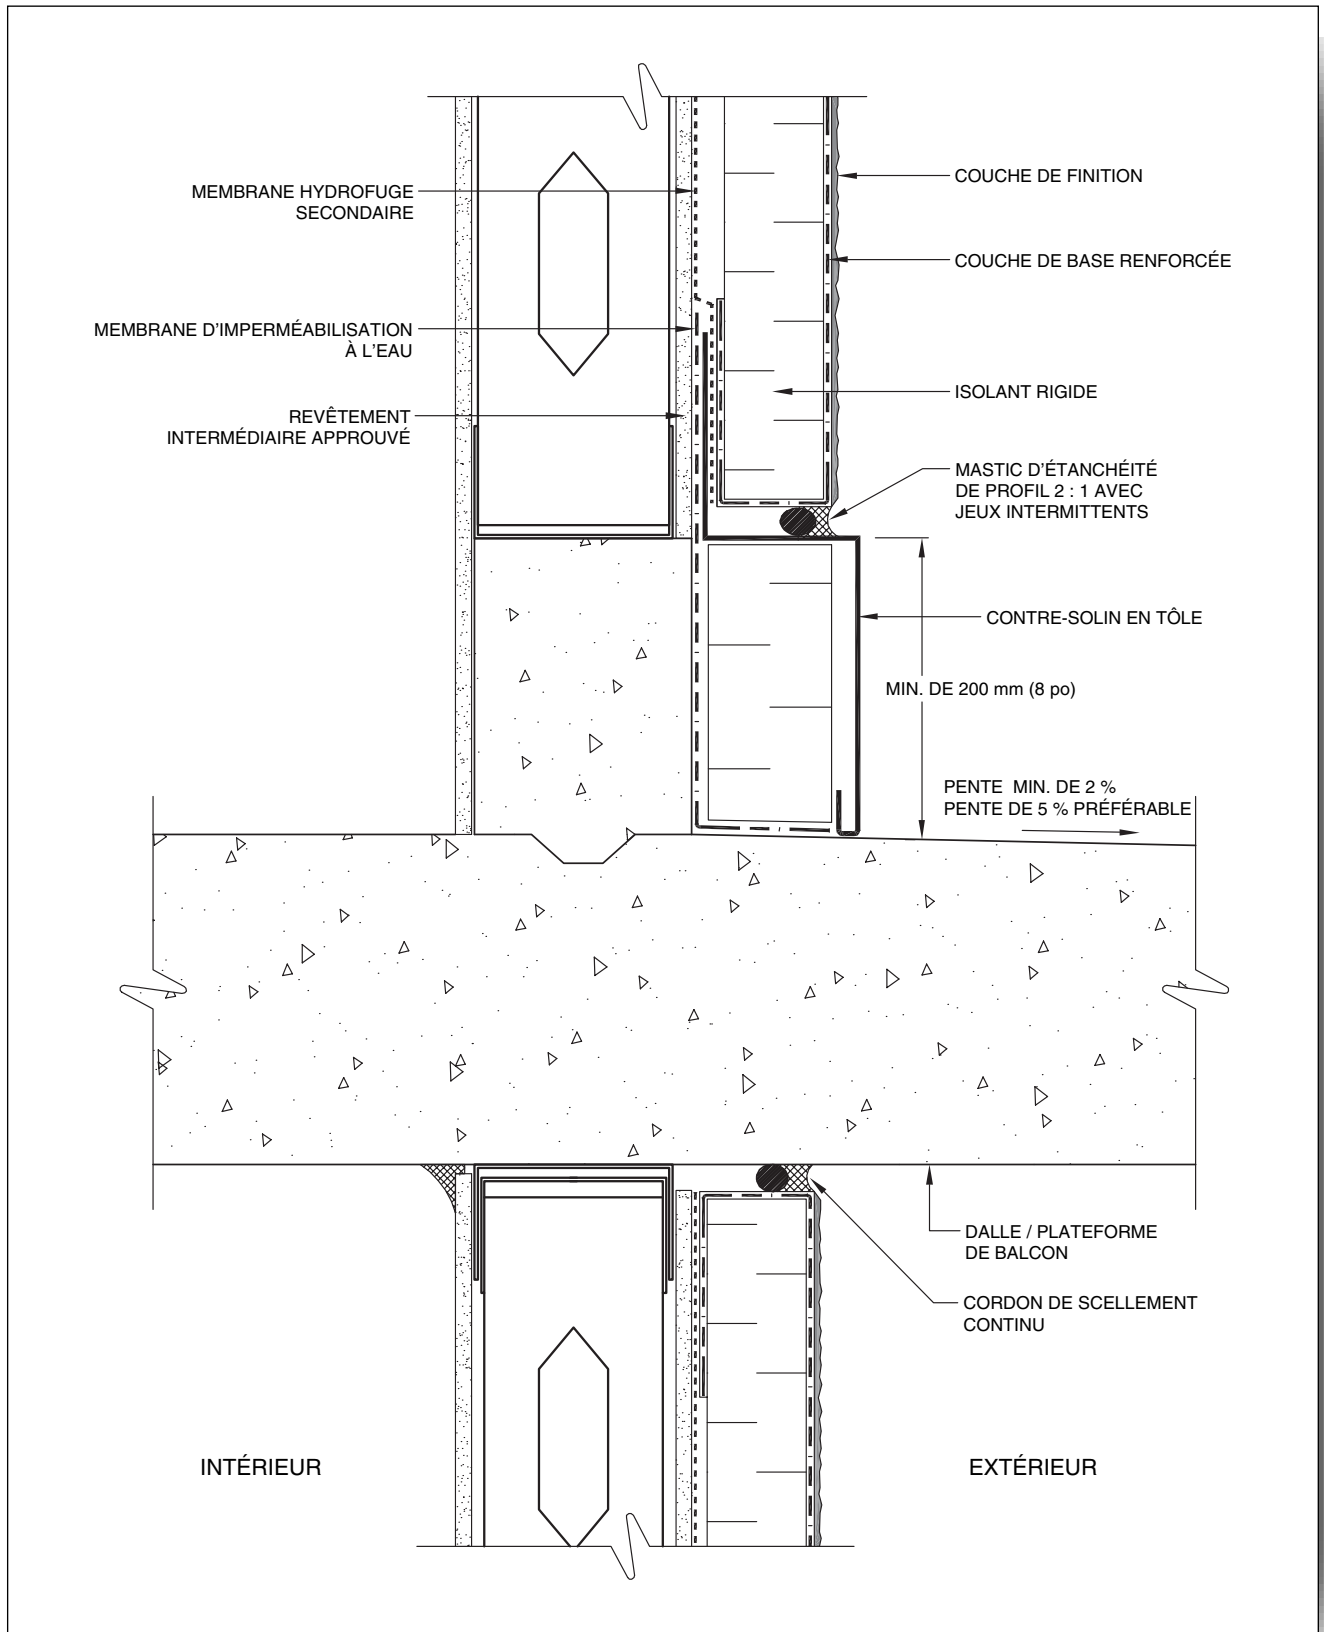 MEMBRANE HYDROFUGE
SECONDAIRE
MEMBRANE D'IMPERMÉABILISATION
À L'EAU
REVÊTEMENT
INTERMÉDIAIRE APPROUVÉ
COUCHE DE FINITION
COUCHE DE BASE RENFORCÉE
ISOLANT RIGIDE
MASTIC D'ÉTANCHÉITÉ
DE PROFIL 2 : 1 AVEC
JEUX INTERMITTENTS
CONTRE-SOLIN EN TÔLE
MIN. DE 200 mm (8 po)
PENTE MIN. DE 2 %
PENTE DE 5 % PRÉFÉRABLE
DALLE / PLATEFORME
DE BALCON
CORDON DE SCELLEMENT
CONTINU
INTÉRIEUR
EXTÉRIEUR